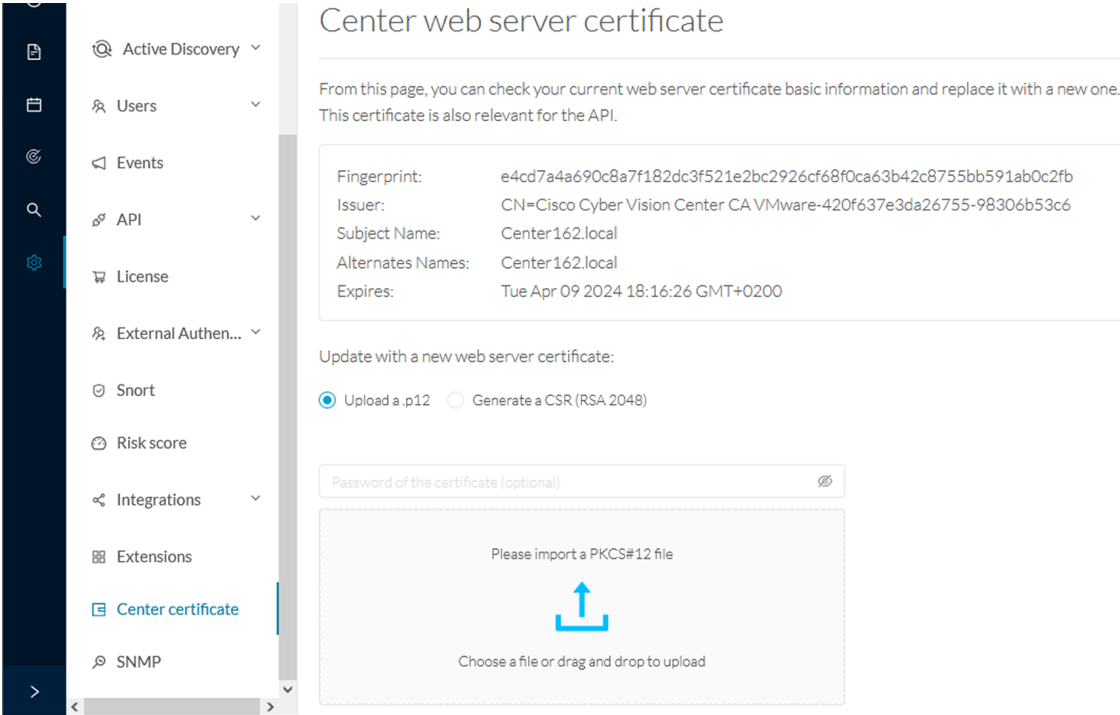 Center web server certificate
From this page, you can check your current web server certificate basic information and replace it with a new one.
This certificate is also relevant for the API.
Active Discovery
Users
Events
API
License
External Authen...
Snort
Risk score
Integrations
Extensions
Center certificate
SNMP
Fingerprint: e4cd7a4a690c8a7f182dc3f521e2bc2926cf68f0ca63b42c8755bb591ab0c2fb
Issuer: CN=Cisco Cyber Vision Center CA VMware-420f637e3da26755-98306b53c6
Subject Name: Center162.local
Alternates Names: Center162.local
Expires: Tue Apr 09 2024 18:16:26 GMT+0200
Update with a new web server certificate:
Upload a .p12 Generate a CSR (RSA 2048)
Password of the certificate (optional)
Please import a PKCS#12 file
Choose a file or drag and drop to upload